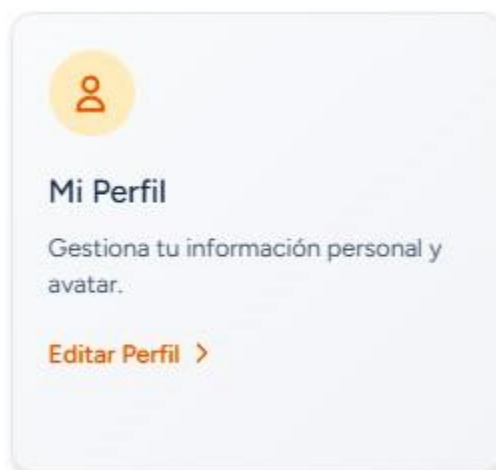 Mi Perfil
Gestiona tu información personal y
avatar.
Editar Perfil